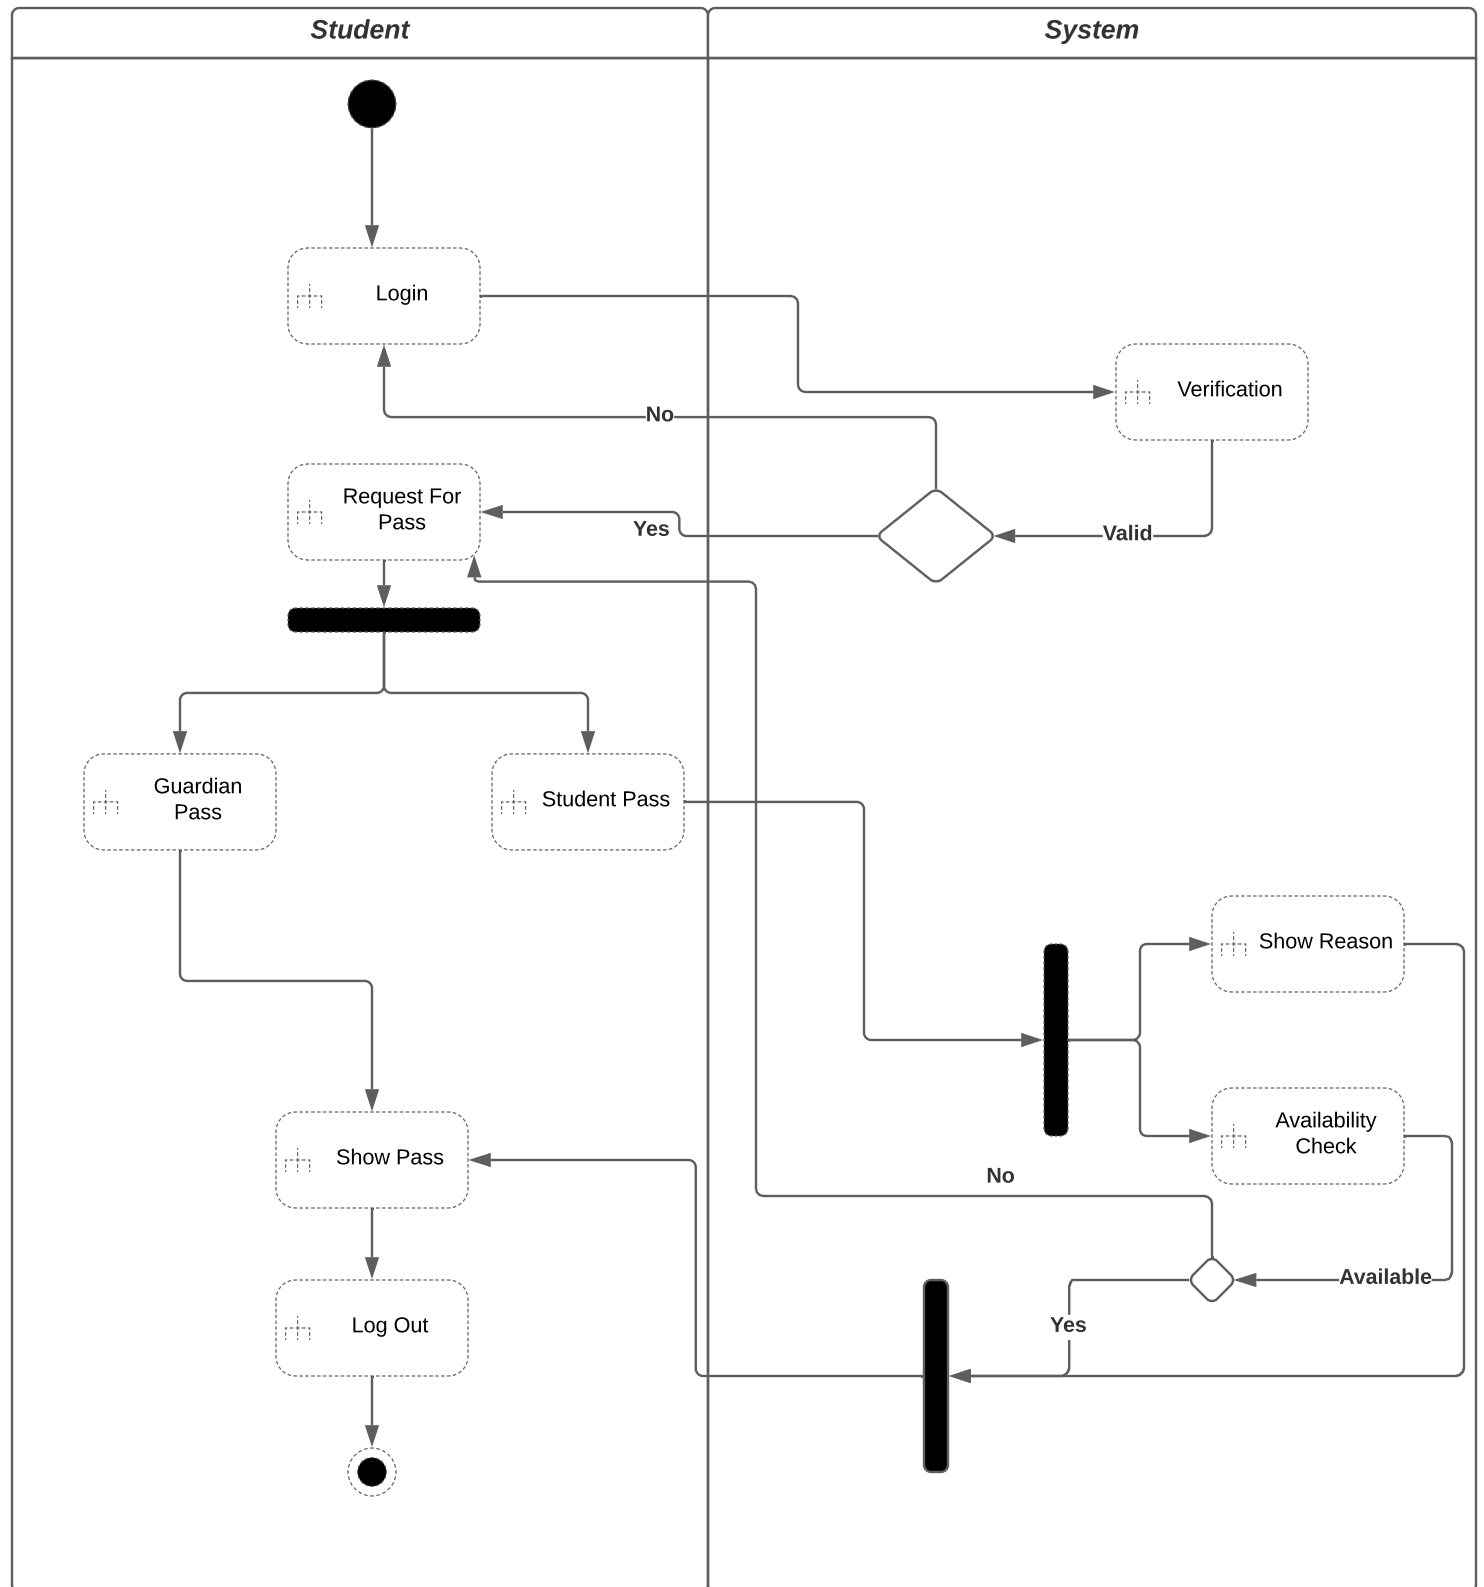 Student
System
Login
Verification
No
Request For
Pass
Yes
Valid
Guardian
Pass
Student Pass
Show Reason
Availability
Check
Show Pass
No
Available
Log Out
Yes